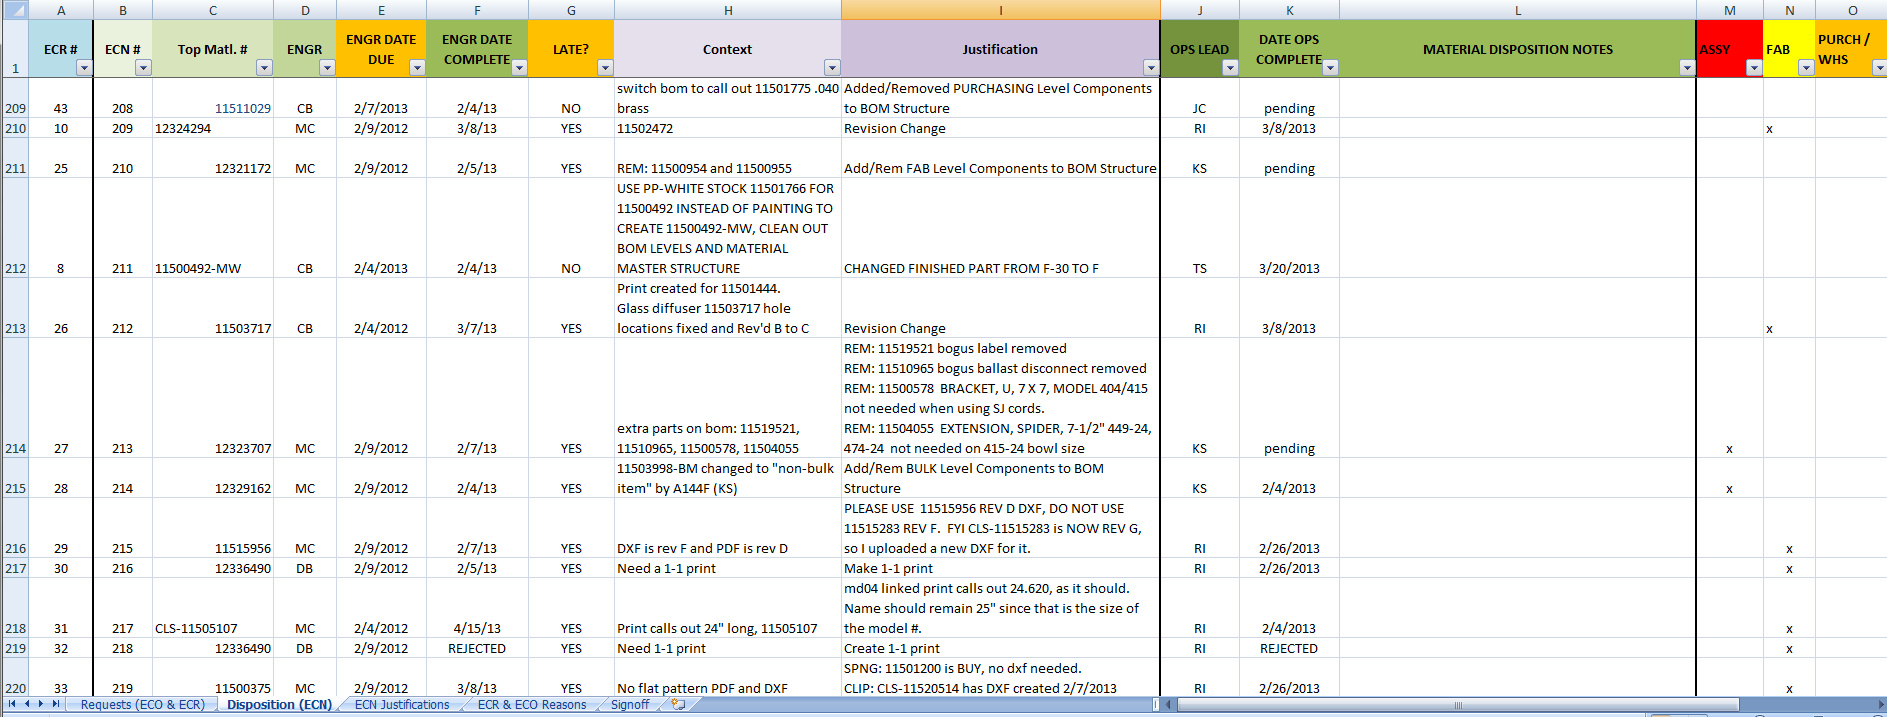 A B C D E F G H I J K L M N O
1 ECR # ECN # Top Matl. # ENGR ENGR DATE DUE ENGR DATE COMPLETE LATE? Context Justification OPS LEAD DATE OPS COMPLETE MATERIAL DISPOSITION NOTES ASSY FAB PURCH / WHS
switch bom to call out 11501775 .040 Added/Removed PURCHASING Level Components
209 43 208 11511029 CB 2/7/2013 2/4/13 NO brass to BOM Structure JC pending
210 10 209 12324294 MC 2/9/2012 3/8/13 YES 11502472 Revision Change RI 3/8/2013 x
211 25 210 12321172 MC 2/9/2012 2/5/13 YES REM: 11500954 and 11500955 Add/Rem FAB Level Components to BOM Structure KS pending
USE PP-WHITE STOCK 11501766 FOR
11500492 INSTEAD OF PAINTING TO
CREATE 11500492-MW, CLEAN OUT
BOM LEVELS AND MATERIAL
212 8 211 11500492-MW CB 2/4/2013 2/4/13 NO MASTER STRUCTURE CHANGED FINISHED PART FROM F-30 TO F TS 3/20/2013
Print created for 11501444.
Glass diffuser 11503717 hole
213 26 212 11503717 CB 2/4/2012 3/7/13 YES locations fixed and Rev'd B to C Revision Change RI 3/8/2013 x
REM: 11519521 bogus label removed
REM: 11510965 bogus ballast disconnect removed
REM: 11500578  BRACKET, U, 7 X 7, MODEL 404/415
not needed when using SJ cords.
extra parts on bom: 11519521, REM: 11504055  EXTENSION, SPIDER, 7-1/2" 449-24,
214 27 213 12323707 MC 2/9/2012 2/7/13 YES 11510965, 11500578, 11504055 474-24  not needed on 415-24 bowl size KS pending x
11503998-BM changed to "non-bulk Add/Rem BULK Level Components to BOM
215 28 214 12329162 MC 2/9/2012 2/4/13 YES item" by A144F (KS) Structure KS 2/4/2013 x
PLEASE USE  11515956 REV D DXF, DO NOT USE
11515283 REV F.  FYI CLS-11515283 is NOW REV G,
216 29 215 11515956 MC 2/9/2012 2/7/13 YES DXF is rev F and PDF is rev D so I uploaded a new DXF for it. RI 2/26/2013 x
217 30 216 12336490 DB 2/9/2012 2/5/13 YES Need a 1-1 print Make 1-1 print RI 2/26/2013 x
md04 linked print calls out 24.620, as it should.
Name should remain 25" since that is the size of
218 31 217 CLS-11505107 MC 2/4/2012 4/15/13 YES Print calls out 24" long, 11505107 the model #. RI 2/4/2013 x
219 32 218 12336490 DB 2/9/2012 REJECTED YES Need 1-1 print Create 1-1 print RI REJECTED x
SPNG: 11501200 is BUY, no dxf needed.
220 33 219 11500375 MC 2/9/2012 3/8/13 YES No flat pattern PDF and DXF CLIP: CLS-11520514 has DXF created 2/7/2013 RI 2/26/2013 x
Requests (ECO & ECR) Disposition (ECN) ECN Justifications ECR & ECO Reasons Signoff